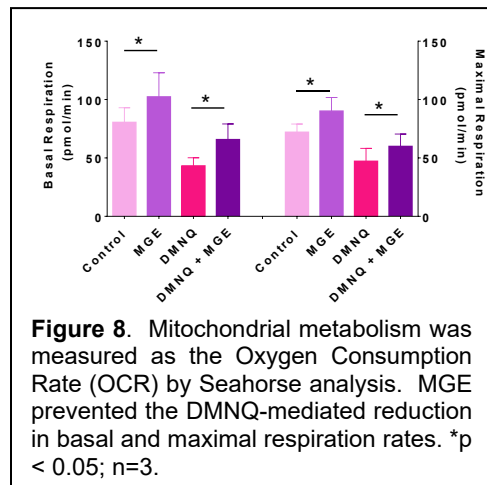 150
100
50
0
Basal Respiration
(pmol/min)
*
*
Control
MGE
DMNQ
DMNQ + MGE
*
*
Control
MGE
DMNQ
DMNQ + MGE
150
100
50
0
Maximal Respiration
(pmol/min)
Figure 8. Mitochondrial metabolism was
measured as the Oxygen Consumption
Rate (OCR) by Seahorse analysis. MGE
prevented the DMNQ-mediated reduction
in basal and maximal respiration rates. *p
< 0.05; n=3.